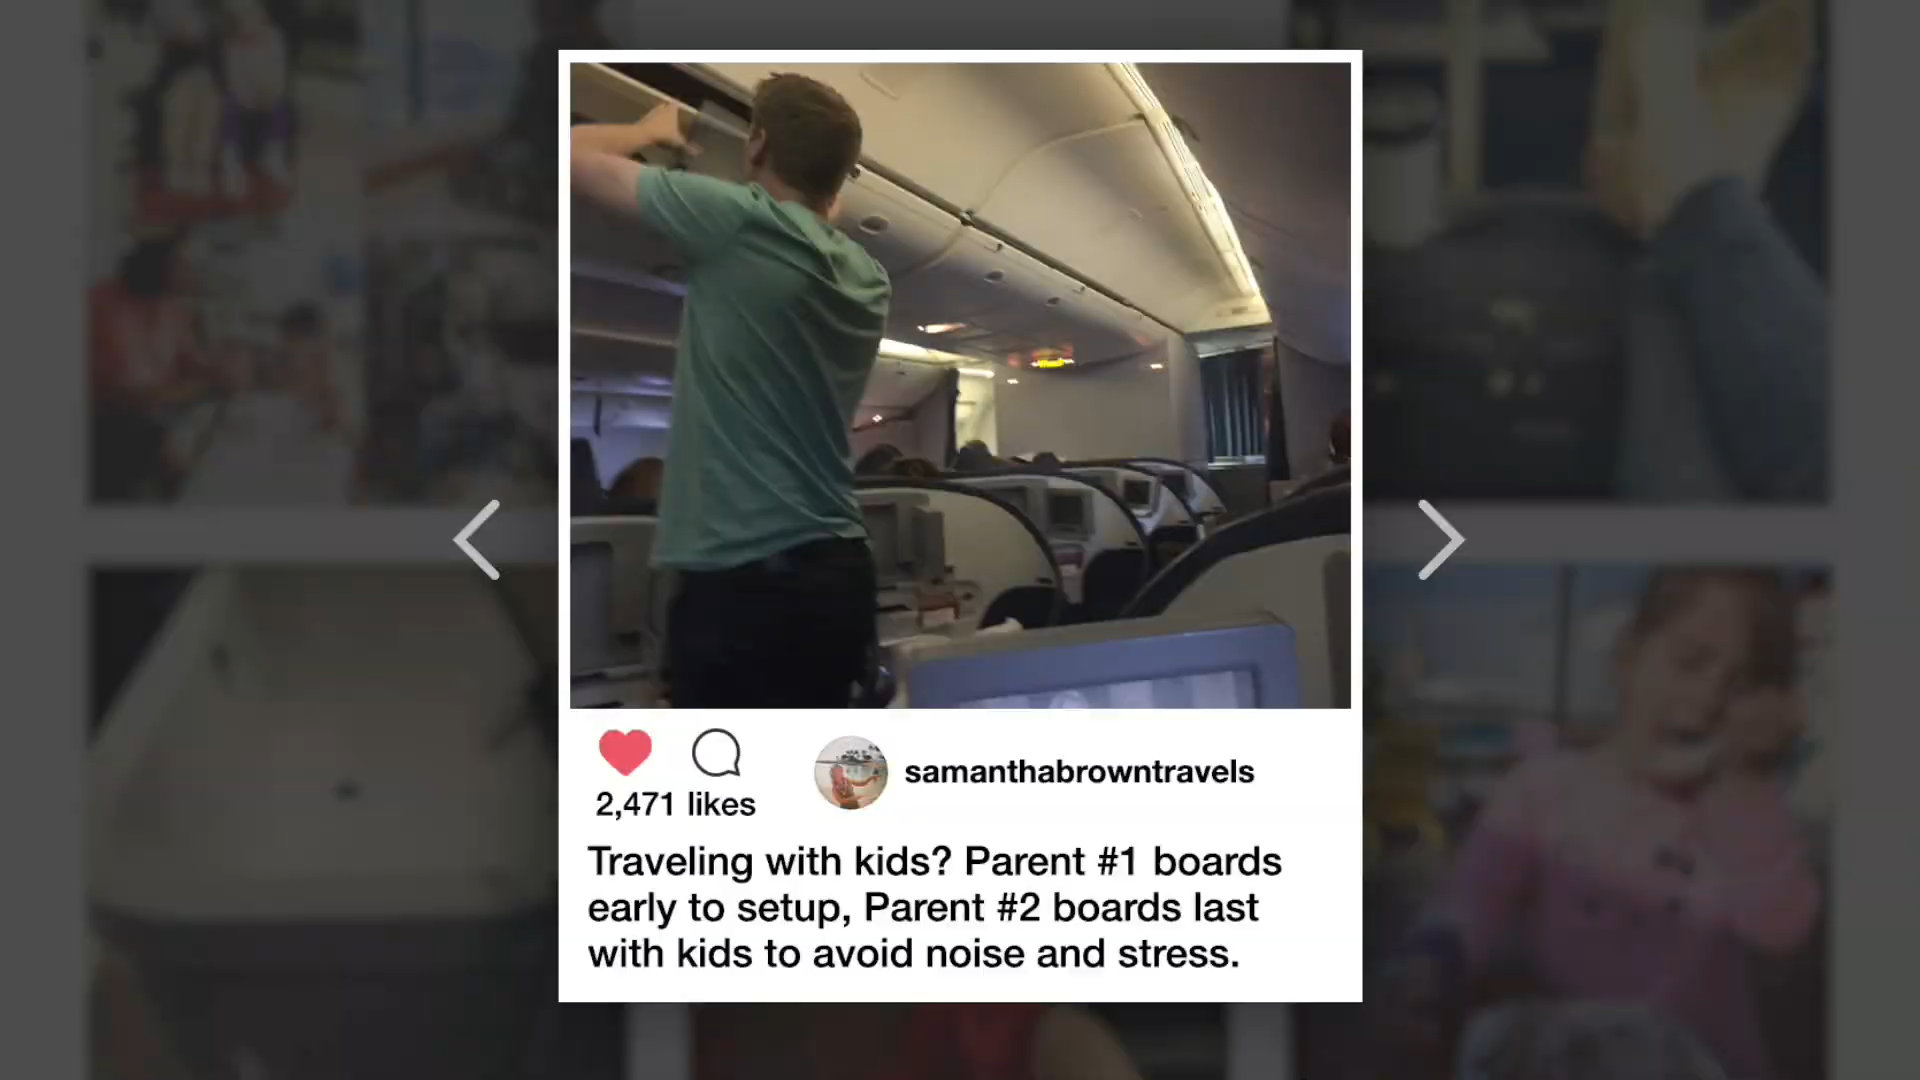 2,471 likes
samanthabrowntravels
Traveling with kids? Parent #1 boards
early to setup, Parent #2 boards last
with kids to avoid noise and stress.